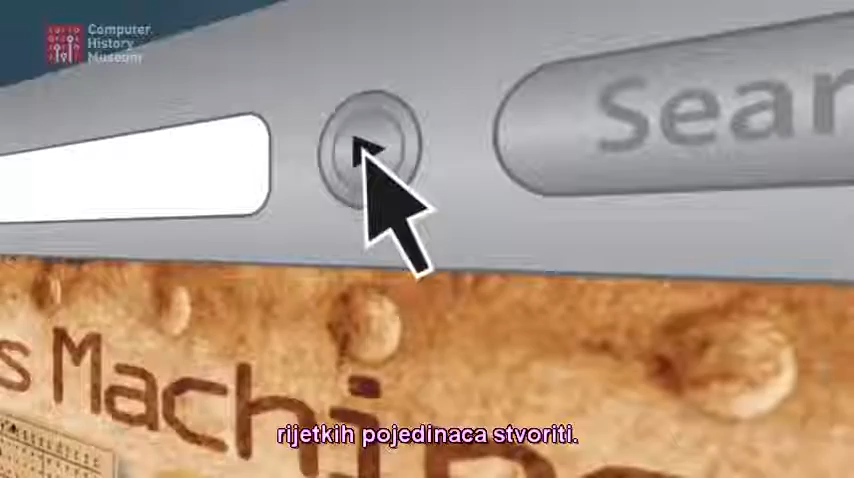 Computer
History
Museum
Sear
s Machi
rijetkih pojedinaca stvoriti.